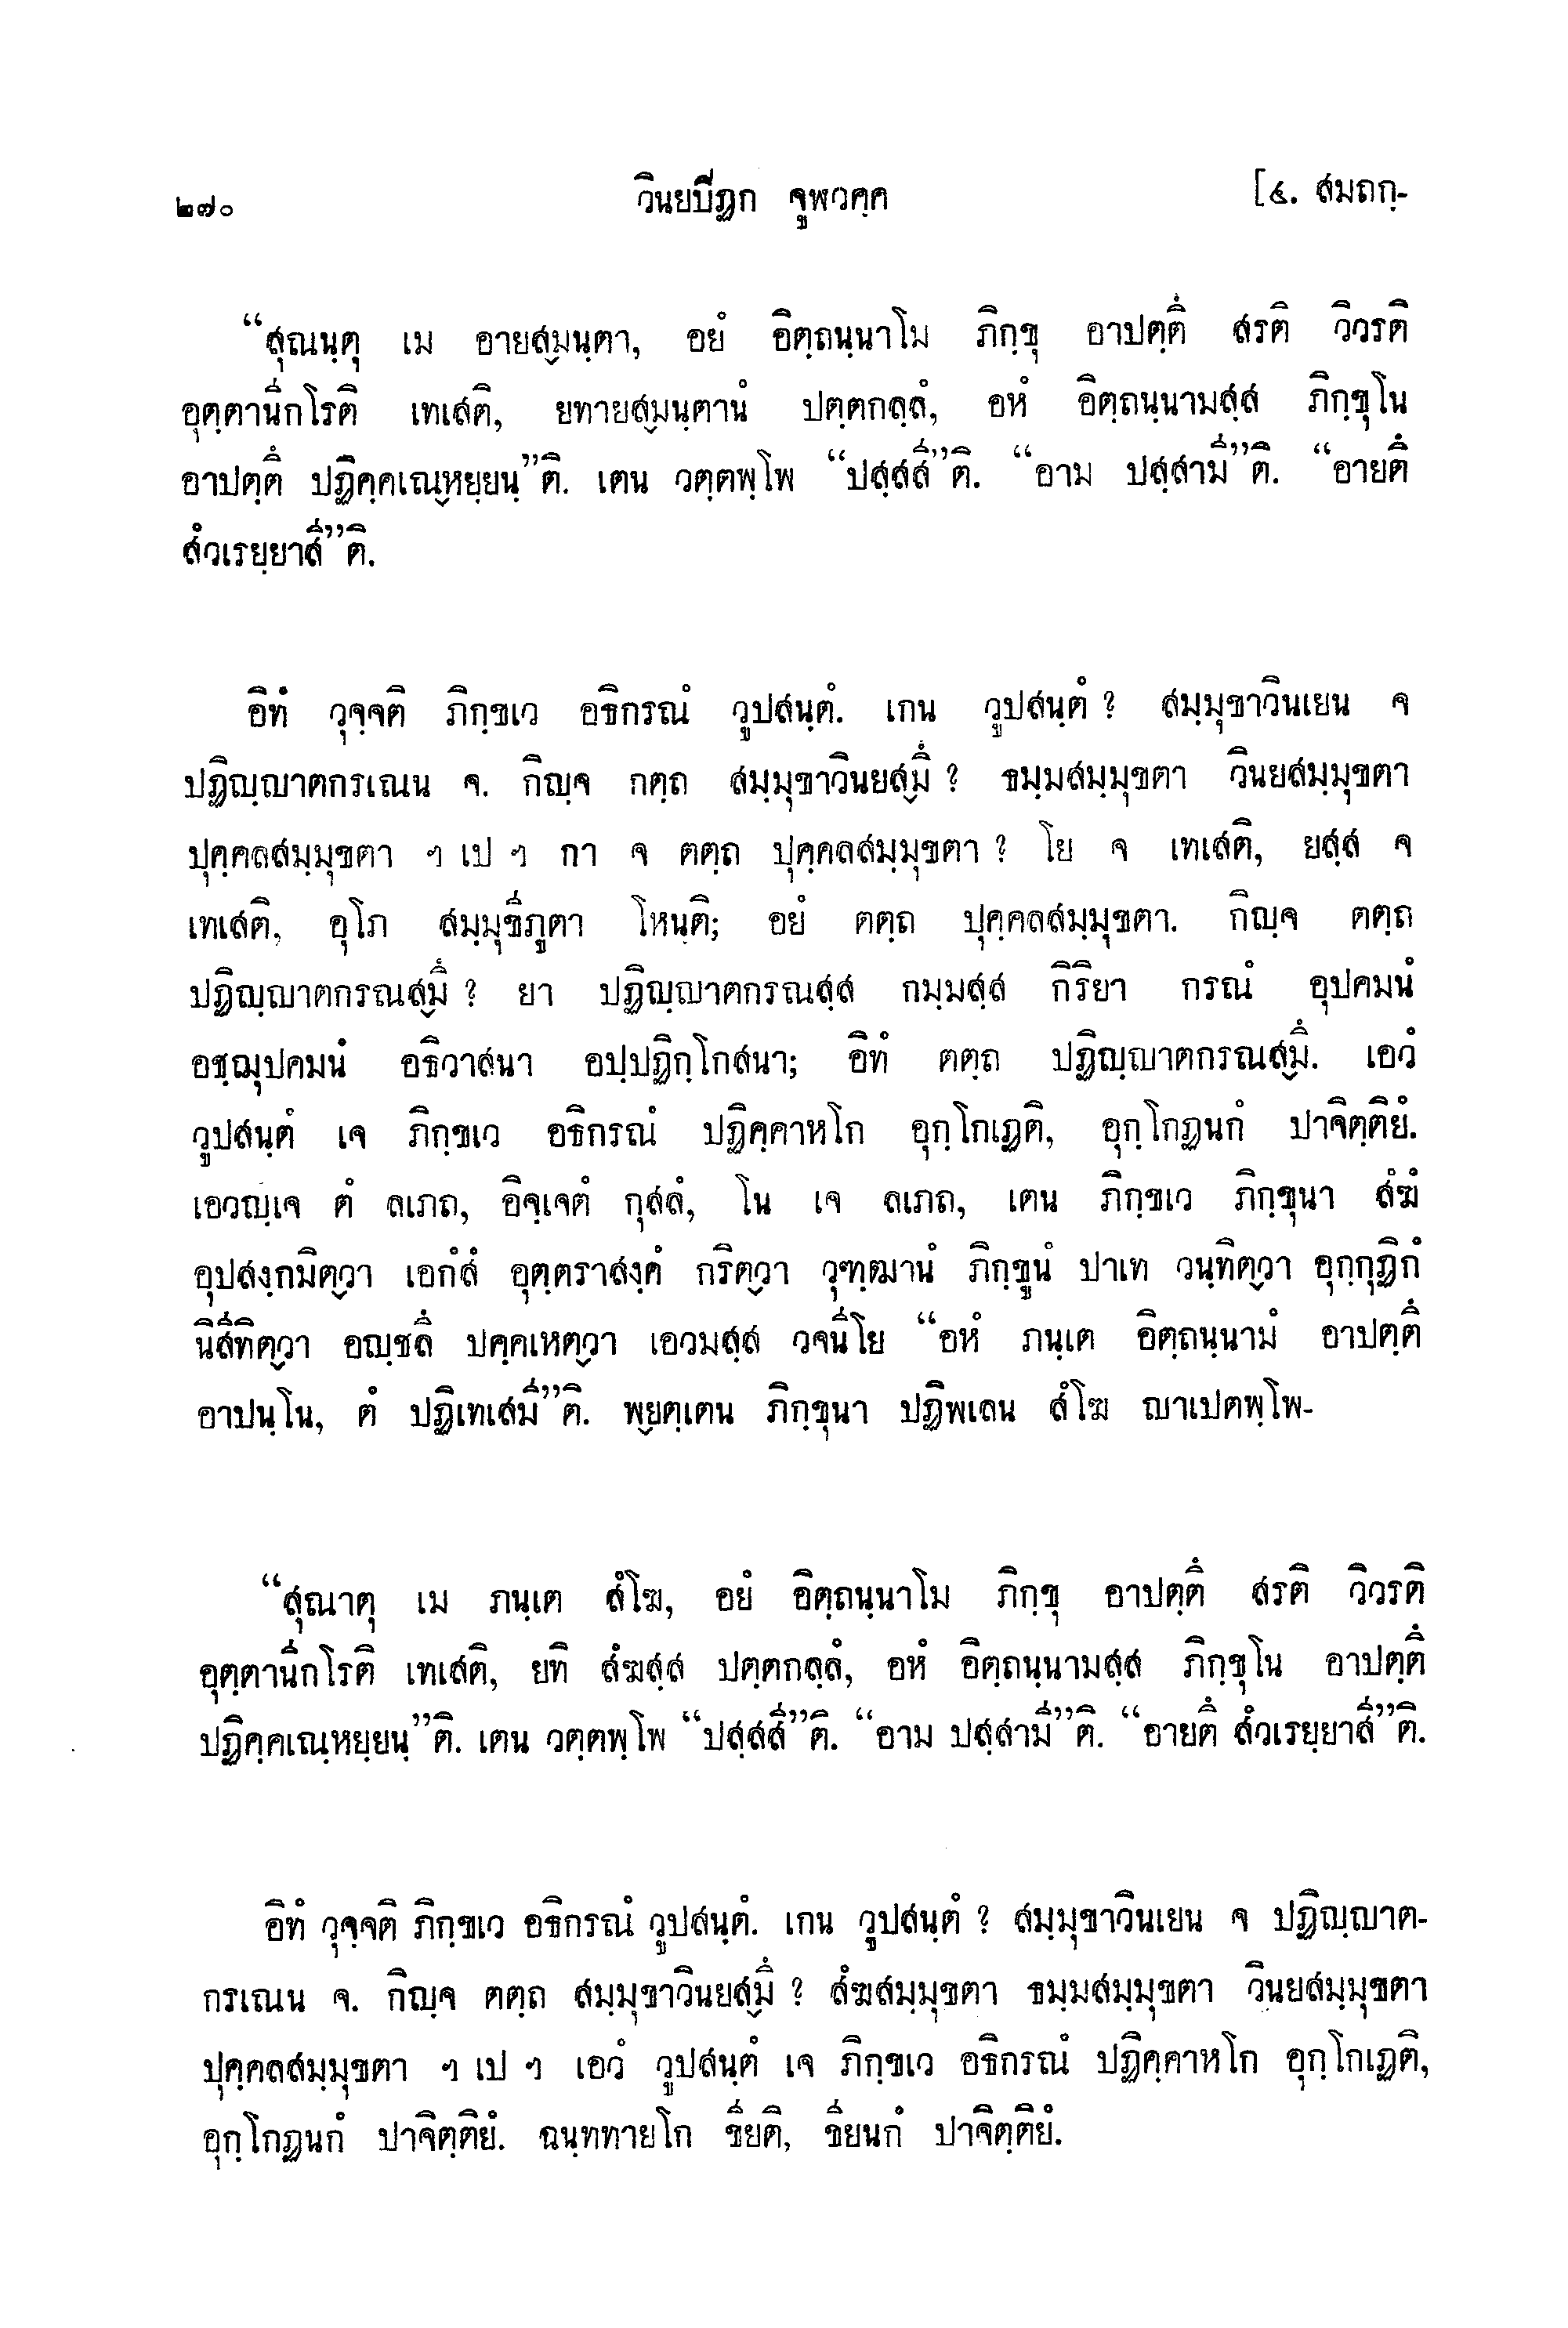 ๒๗๐ วินยปิฏก จูฬวคฺค [๔. สมถกฺ-
“สุณนฺตุ เม อายสฺมนฺตา, อยํ อิตฺถนฺนาโม ภิกฺขุ อาปตฺตึ สรติ วิวรติ
อุตฺตานีกโรติ เทเสติ, ยทายสฺมนฺตานํ ปตฺตกลฺลํ, อหํ อิตฺถนฺนามสฺส ภิกฺขุโน
อาปตฺตึ ปฏิคฺคเณฺหยฺยนฺ”ติ. เตน วตฺตพฺโพ “ปสฺสสี”ติ. “อาม ปสฺสามี”ติ. “อายตึ
สํวเรยฺยาสี”ติ.
อิทํ วุจฺจติ ภิกฺขเว อธิกรณํ วูปสนฺตํ. เกน วูปสนฺตํ ? สมฺมุขาวินเยน จ
ปฏิญฺญาตกรเณน จ. กิญฺจ กตฺถ สมฺมุขาวินยสฺมึ ? ธมฺมสมฺมุขตา วินยสมฺมุขตา
ปุคฺคลสมฺมุขตา ฯ เป ฯ กา จ ตตฺถ ปุคฺคลสมฺมุขตา ? โย จ เทเสติ, ยสฺส จ
เทเสติ, อุโภ สมฺมุขีภูตา โหนฺติ; อยํ ตตฺถ ปุคฺคลสมฺมุขตา. กิญฺจ ตตฺถ
ปฏิญฺญาตกรณสฺมึ ? ยา ปฏิญฺญาตกรณสฺส กมฺมสฺส กิริยา กรณํ อุปคมนํ
อชฺฌุปคมนํ อธิวาสนา อปฺปฏิกฺโกสนา; อิทํ ตตฺถ ปฏิญฺญาตกรณสฺมึ. เอวํ
วูปสนฺตํ เจ ภิกฺขเว อธิกรณํ ปฏิคฺคาหโก อุกฺโกเฏติ, อุกฺโกฏนกํ ปาจิตฺติยํ.
เอวญฺเจ ตํ ลเภถ, อิจฺเจตํ กุสลํ, โน เจ ลเภถ, เตน ภิกฺขเว ภิกฺขุนา สํฆํ
อุปสงฺกมิตฺวา เอกํสํ อุตฺตราสงฺคํ กริตฺวา วุฑฺฒานํ ภิกฺขูนํ ปาเท วนฺทิตฺวา อุกฺกุฏิกํ
นิสีทิตฺวา อญฺชลึ ปคฺคเหตฺวา เอวมสฺส วจนีโย “อหํ ภนฺเต อิตฺถนฺนามํ อาปตฺตึ
อาปนฺโน, ตํ ปฏิเทเสมี”ติ. พฺยตฺเตน ภิกฺขุนา ปฏิพเลน สํโฆ ญาเปตพฺโพ-
“สุณาตุ เม ภนฺเต สํโฆ, อยํ อิตฺถนฺนาโม ภิกฺขุ อาปตฺตึ สรติ วิวรติ
อุตฺตานีกโรติ เทเสติ, ยทิ สํฆสฺส ปตฺตกลฺลํ, อหํ อิตฺถนฺนามสฺส ภิกฺขุโน อาปตฺตึ
ปฏิคฺคเณฺหยฺยนฺ”ติ. เตน วตฺตพฺโพ “ปสฺสสี”ติ. “อาม ปสฺสามี”ติ. “อายตึ สํวเรยฺยาสี”ติ.
อิทํ วุจฺจติ ภิกฺขเว อธิกรณํ วูปสนฺตํ. เกน วูปสนฺตํ ? สมฺมุขาวินเยน จ ปฏิญฺญาต-
กรเณน จ. กิญฺจ ตตฺถ สมฺมุขาวินยสฺมึ ? สํฆสมฺมุขตา ธมฺมสมฺมุขตา วินยสมฺมุขตา
ปุคฺคลสมฺมุขตา ฯ เป ฯ เอวํ วูปสนฺตํ เจ ภิกฺขเว อธิกรณํ ปฏิคฺคาหโก อุกฺโกเฏติ,
อุกฺโกฏนกํ ปาจิตฺติยํ. ฉนฺททายโก ขียติ, ขียนกํ ปาจิตฺติยํ.